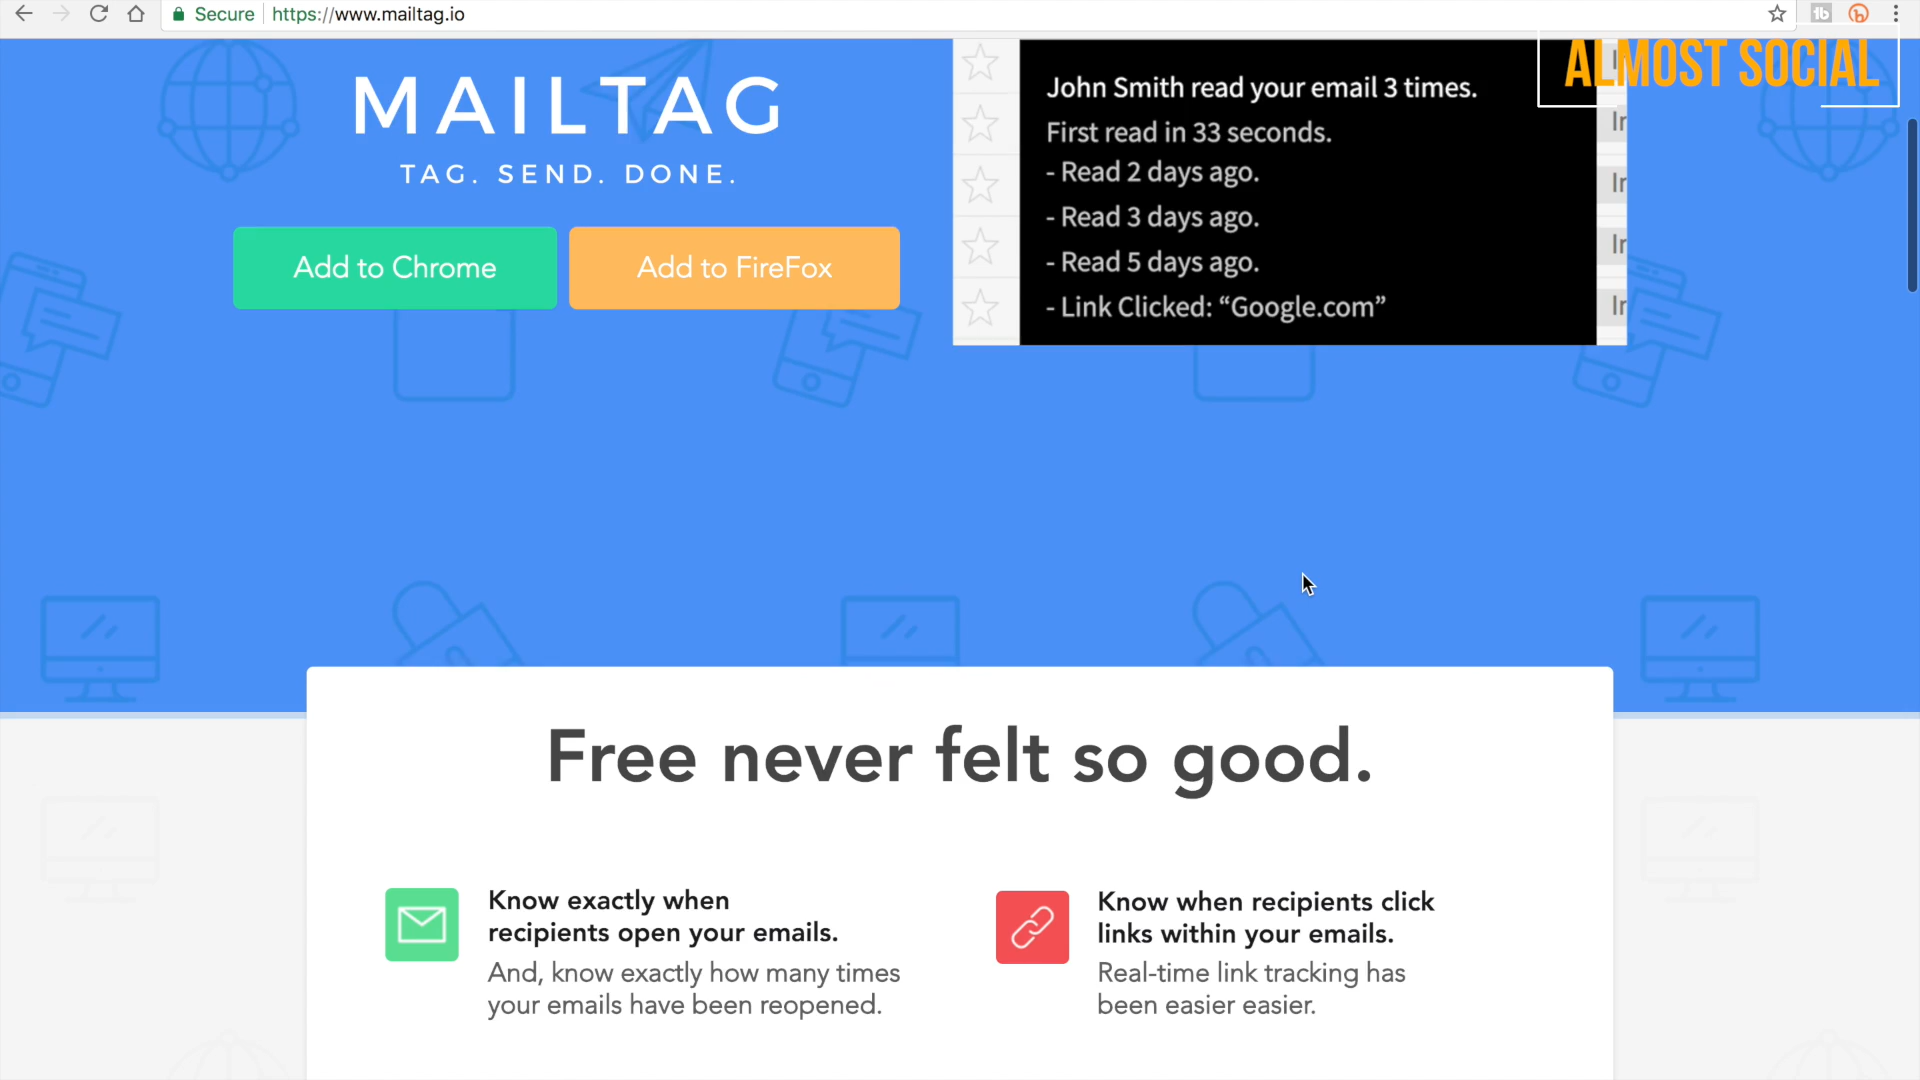 Secure https://www.mailtag.io
ALMOST SOCIAL
MAILTAG
TAG. SEND. DONE.
Add to Chrome
Add to FireFox
John Smith read your email 3 times.
First read in 33 seconds.
- Read 2 days ago.
- Read 3 days ago.
- Read 5 days ago.
- Link Clicked: “Google.com”
Free never felt so good.
Know exactly when
recipients open your emails.
And, know exactly how many times
your emails have been reopened.
Know when recipients click
links within your emails.
Real-time link tracking has
been easier easier.